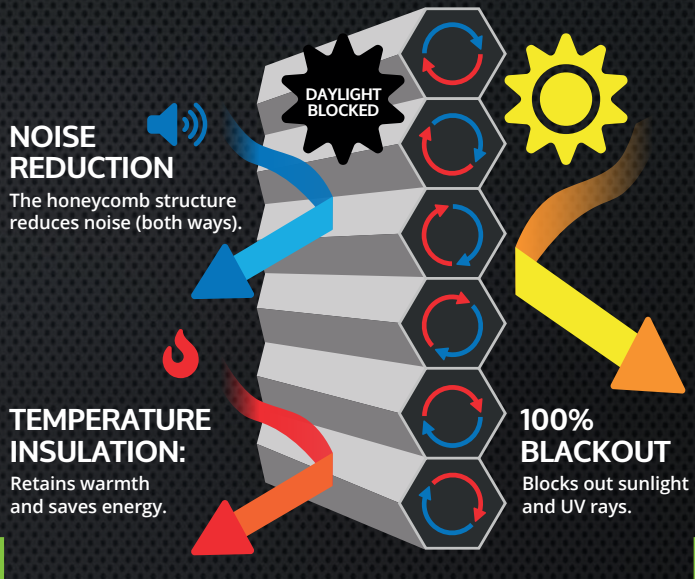 DAYLIGHT
BLOCKED
NOISE
REDUCTION
The honeycomb structure
reduces noise (both ways).
TEMPERATURE
INSULATION:
Retains warmth
and saves energy.
100%
BLACKOUT
Blocks out sunlight
and UV rays.